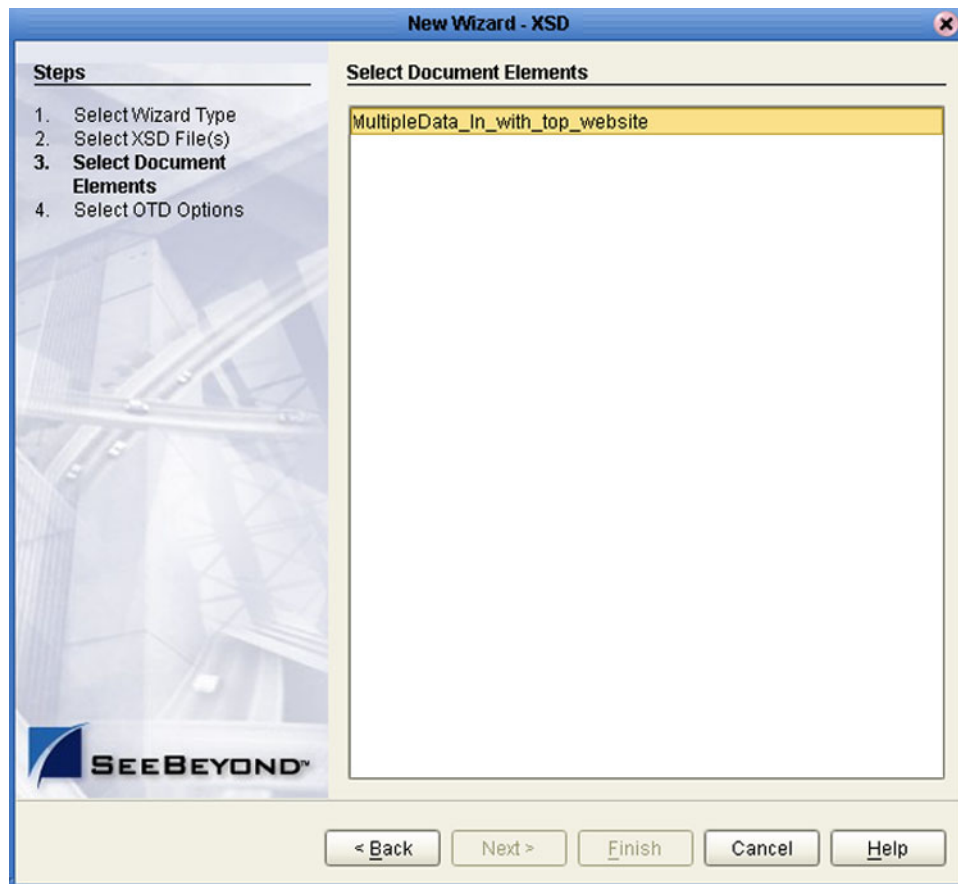 New Wizard - XSD
Steps
1. Select Wizard Type
2. Select XSD File(s)
3. Select Document
Elements
4. Select OTD Options
Select Document Elements
MultipleData_In_with_top_website
SEEBEYOND™
< Back
Next >
Finish
Cancel
Help